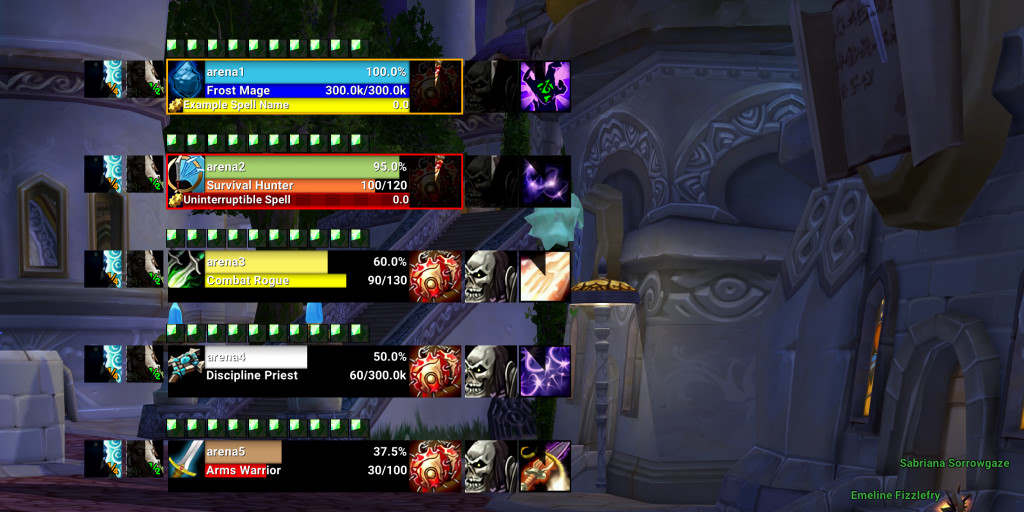 arena1 100.0%
Frost Mage 300.0k/300.0k
Example Spell Name 0.0
arena2 95.0%
Survival Hunter 100/120
Uninterruptible Spell 0.0
arena3 60.0%
Combat Rogue 90/130
arena4 50.0%
Discipline Priest 60/300.0k
arena5 37.5%
Arms Warrior 30/100
Sabriana Sorrowgaze
Emeline Fizzlefry